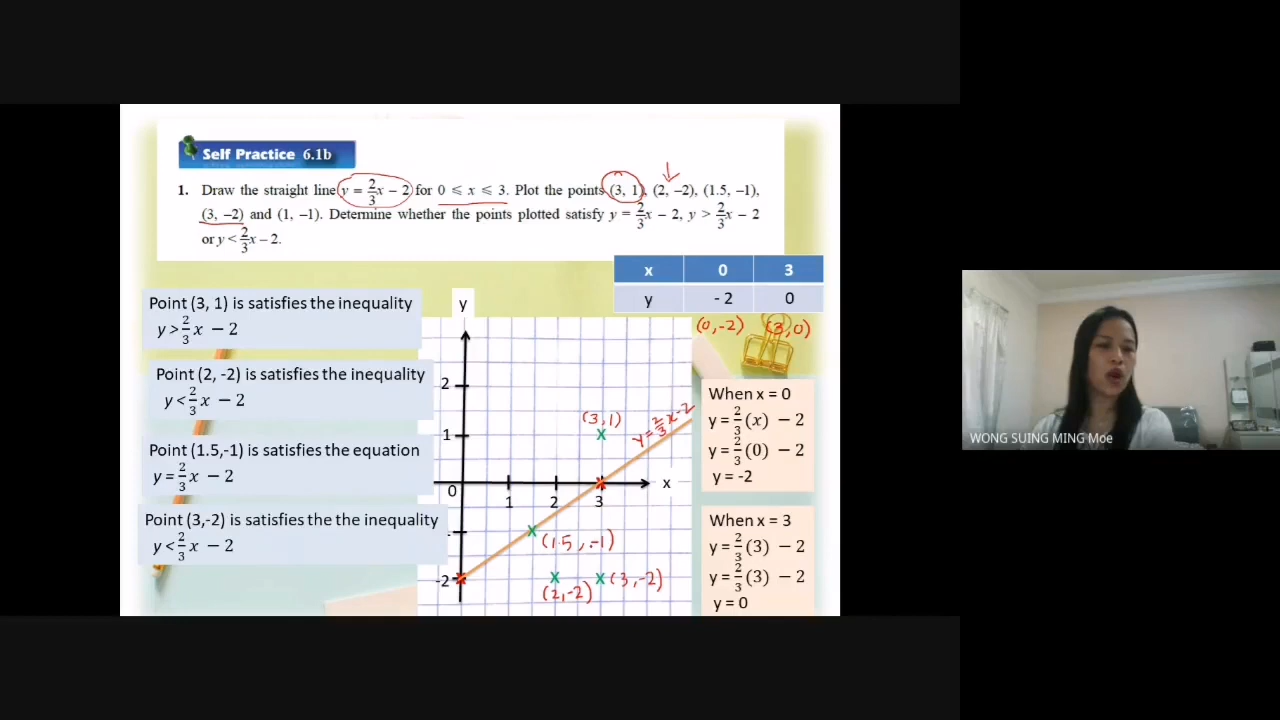 Self Practice 6.1b
1. Draw the straight line y = 2/3x − 2 for 0 ⩽ x ⩽ 3. Plot the points (3, 1), (2, −2), (1.5, −1),
(3, −2) and (1, −1). Determine whether the points plotted satisfy y = 2/3x − 2, y > 2/3x − 2
or y < 2/3x − 2.
x 0 3
y - 2 0
(0,-2) (3,0)
Point (3, 1) is satisfies the inequality
y > 2/3 x − 2
Point (2, -2) is satisfies the inequality
y < 2/3 x − 2
Point (1.5,-1) is satisfies the equation
y = 2/3 x − 2
Point (3,-2) is satisfies the the inequality
y < 2/3 x − 2
y
2
1
0
1
2
3
x
-2
(3,1)
y = 2/3 x - 2
(1.5, -1)
(2,-2)
(3,-2)
When x = 0
y = 2/3 (x) − 2
y = 2/3 (0) − 2
y = -2
When x = 3
y = 2/3 (3) − 2
y = 2/3 (3) − 2
y = 0
WONG SUING MING Moe